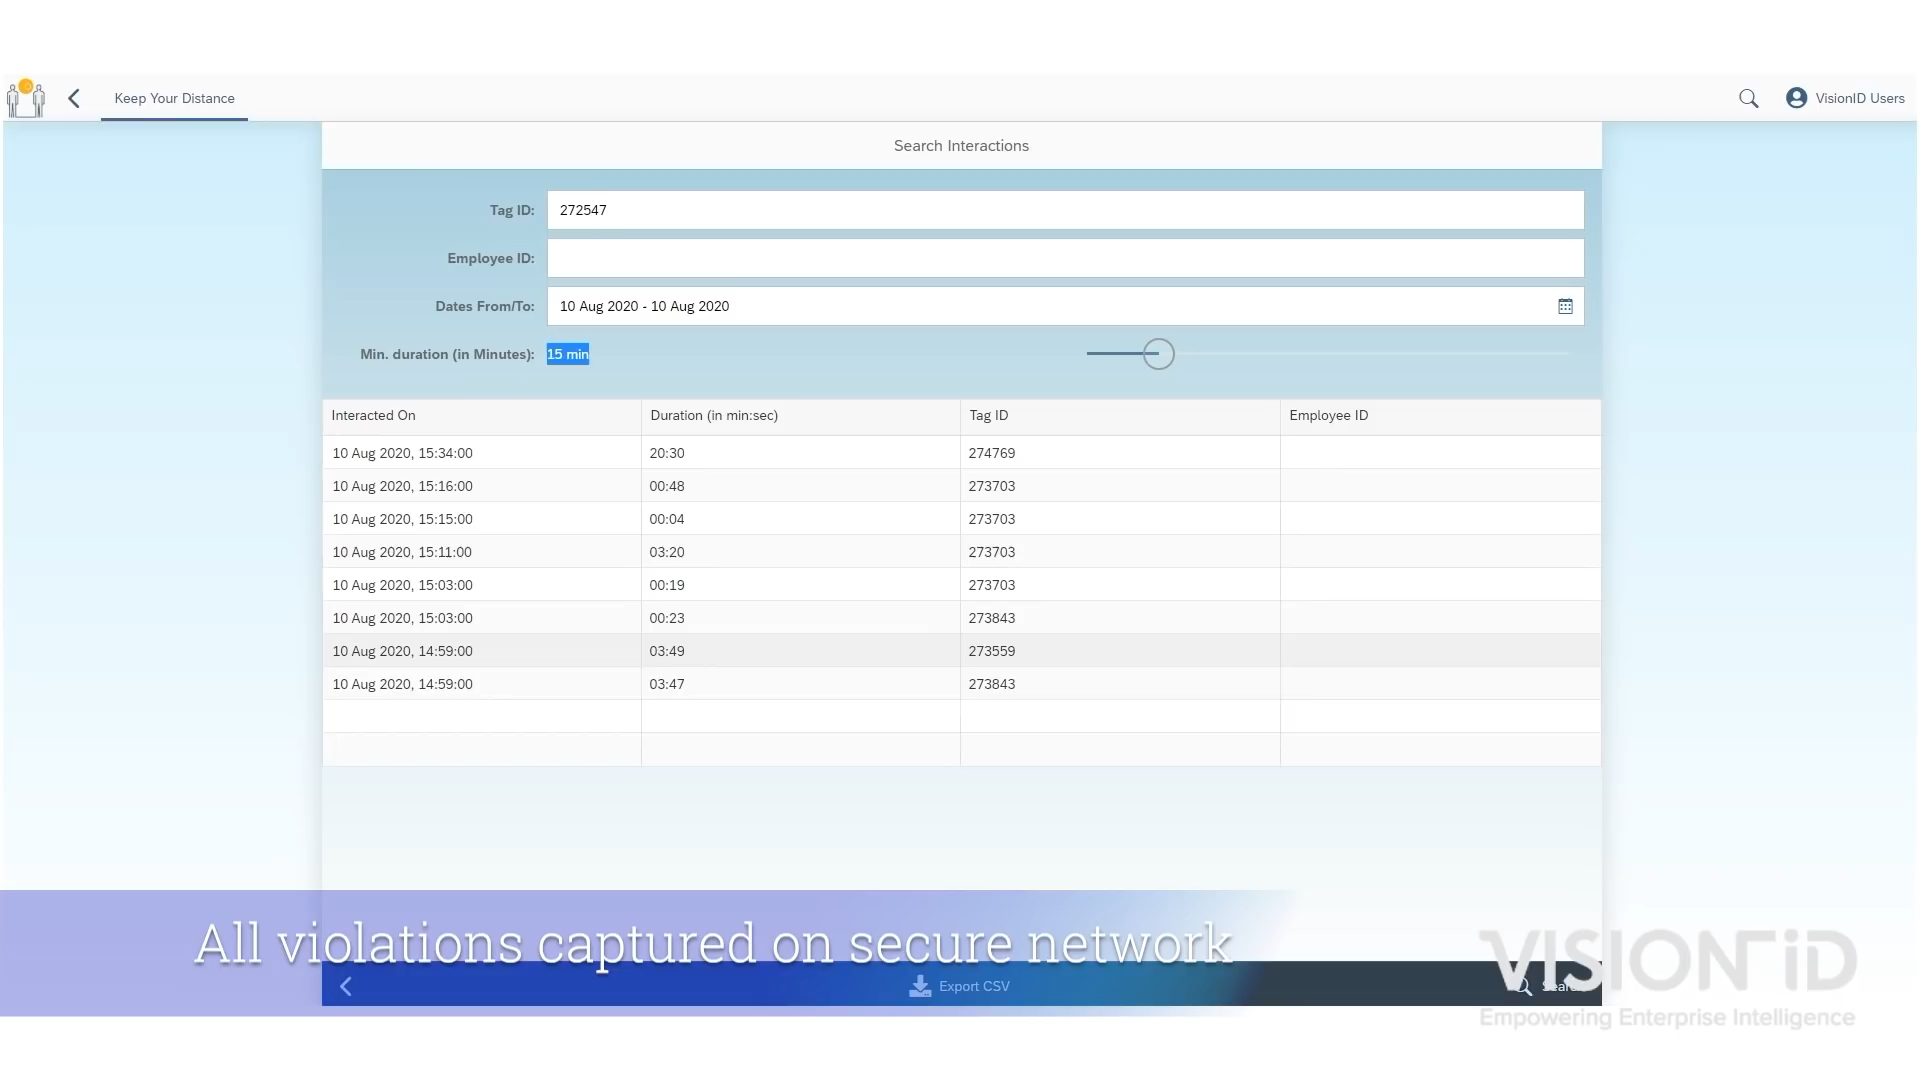 Keep Your Distance
VisionID Users
Search Interactions
Tag ID: 272547
Employee ID:
Dates From/To: 10 Aug 2020 - 10 Aug 2020
Min. duration (in Minutes): 15 min
Interacted On Duration (in min:sec) Tag ID Employee ID
10 Aug 2020, 15:34:00 20:30 274769
10 Aug 2020, 15:16:00 00:48 273703
10 Aug 2020, 15:15:00 00:04 273703
10 Aug 2020, 15:11:00 03:20 273703
10 Aug 2020, 15:03:00 00:19 273703
10 Aug 2020, 15:03:00 00:23 273843
10 Aug 2020, 14:59:00 03:49 273559
10 Aug 2020, 14:59:00 03:47 273843
All violations captured on secure network
VISION iD
Export CSV
Empowering Enterprise Intelligence